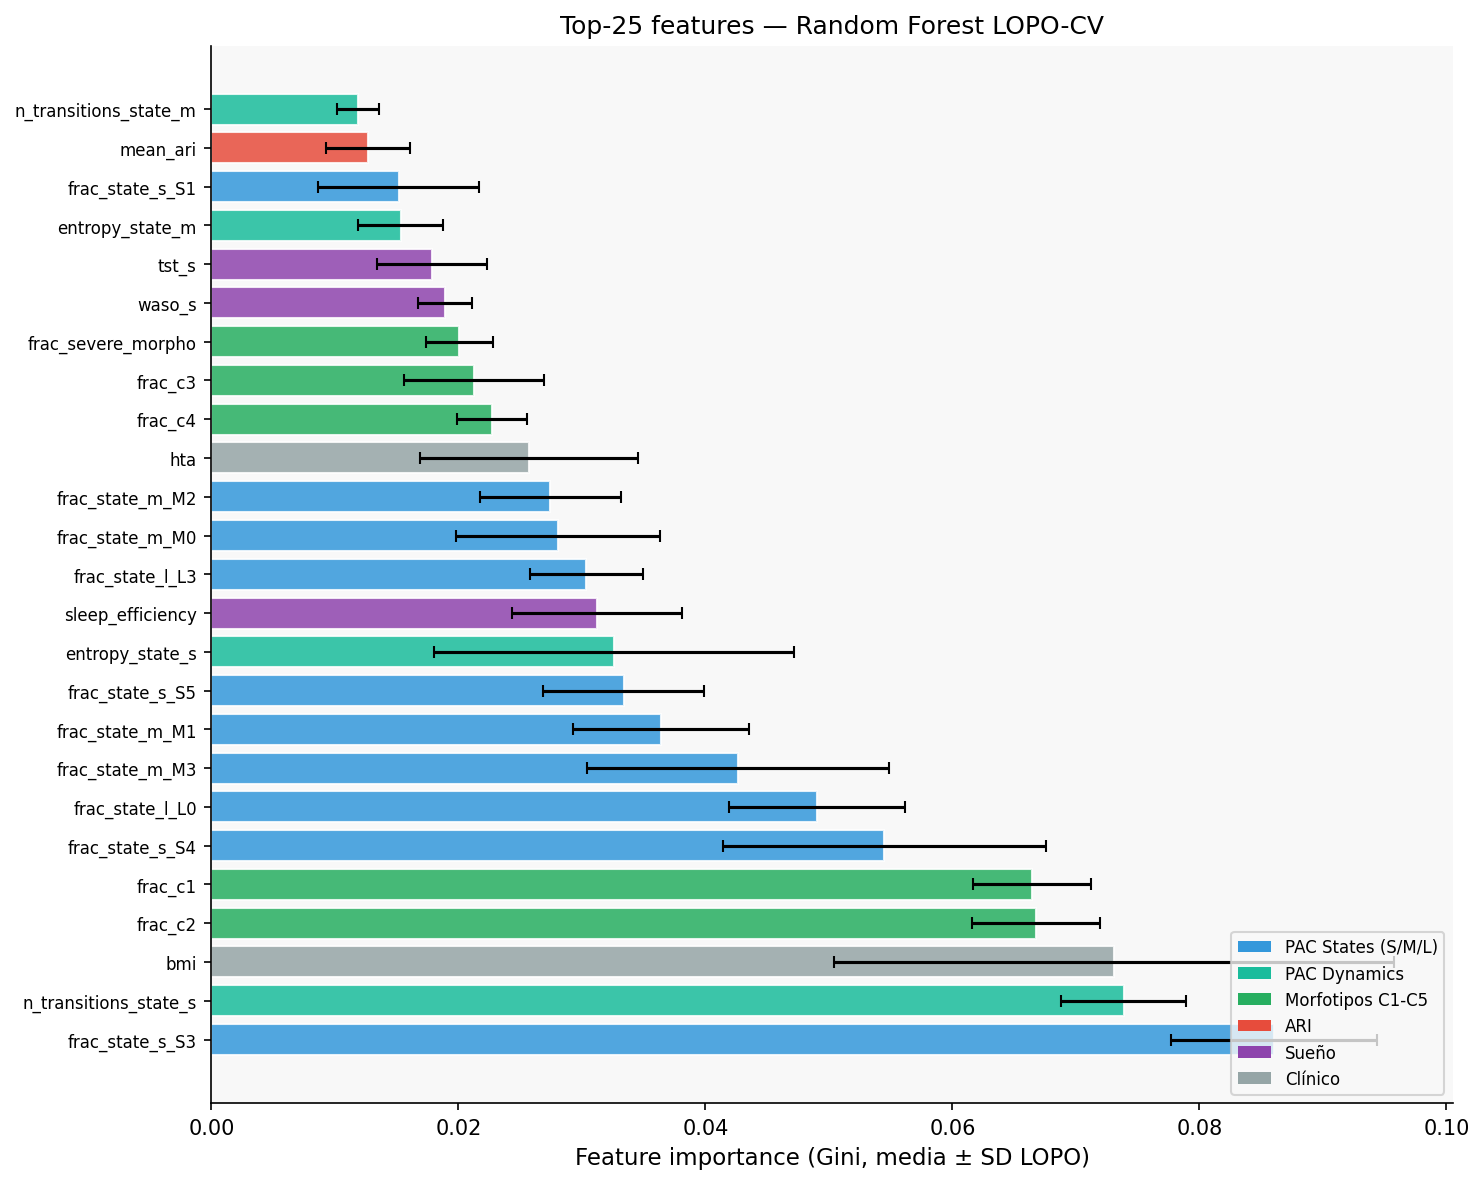 Top-25 features — Random Forest LOPO-CV
n_transitions_state_m
mean_ari
frac_state_s_S1
entropy_state_m
tst_s
waso_s
frac_severe_morpho
frac_c3
frac_c4
hta
frac_state_m_M2
frac_state_m_M0
frac_state_l_L3
sleep_efficiency
entropy_state_s
frac_state_s_S5
frac_state_m_M1
frac_state_m_M3
frac_state_l_L0
frac_state_s_S4
frac_c1
frac_c2
bmi
n_transitions_state_s
frac_state_s_S3
PAC States (S/M/L)
PAC Dynamics
Morfotipos C1-C5
ARI
Sueño
Clínico
0.00 0.02 0.04 0.06 0.08 0.10
Feature importance (Gini, media ± SD LOPO)